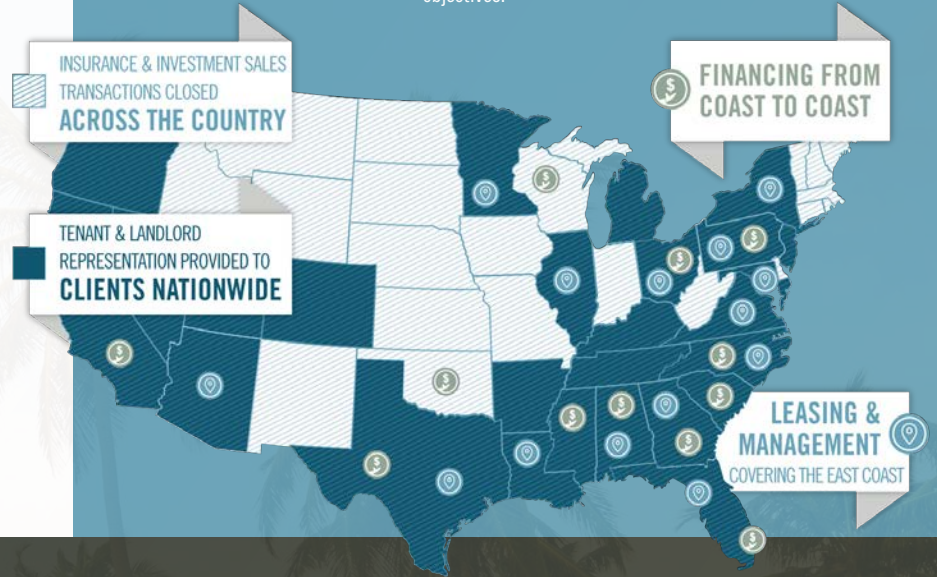 objectives.
INSURANCE & INVESTMENT SALES
TRANSACTIONS CLOSED
ACROSS THE COUNTRY
FINANCING FROM
COAST TO COAST
TENANT & LANDLORD
REPRESENTATION PROVIDED TO
CLIENTS NATIONWIDE
LEASING &
MANAGEMENT
COVERING THE EAST COAST